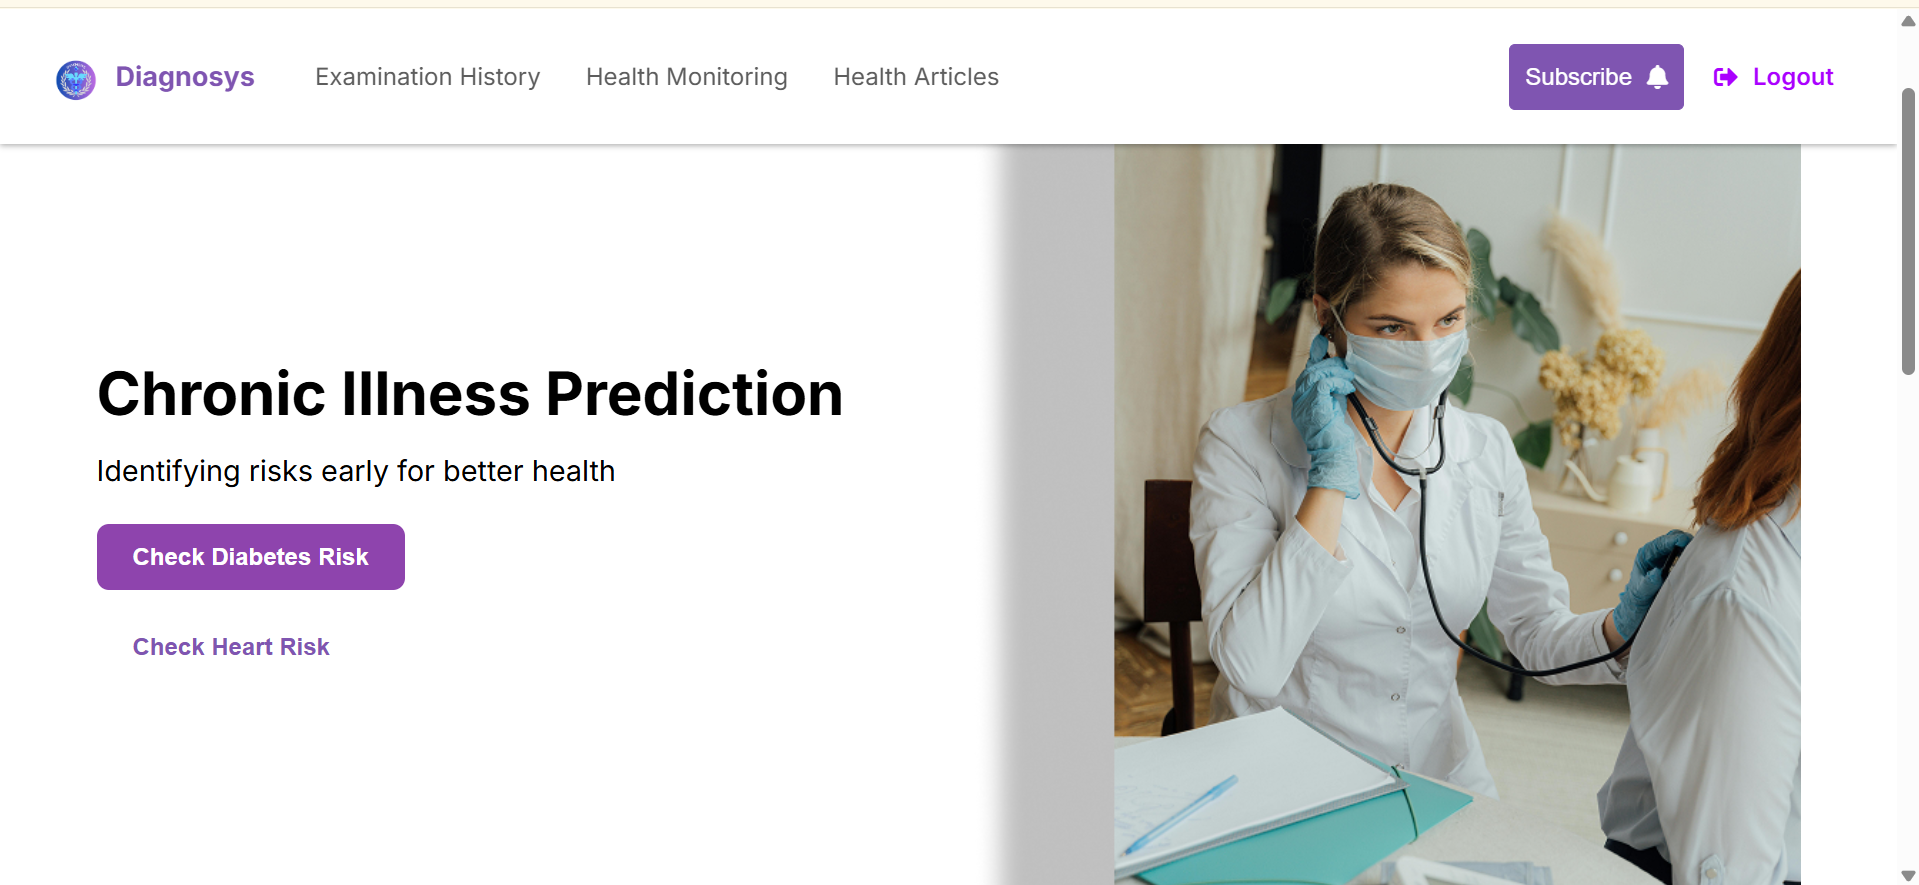 Diagnosys
Examination History
Health Monitoring
Health Articles
Subscribe
Logout
Chronic Illness Prediction
Identifying risks early for better health
Check Diabetes Risk
Check Heart Risk